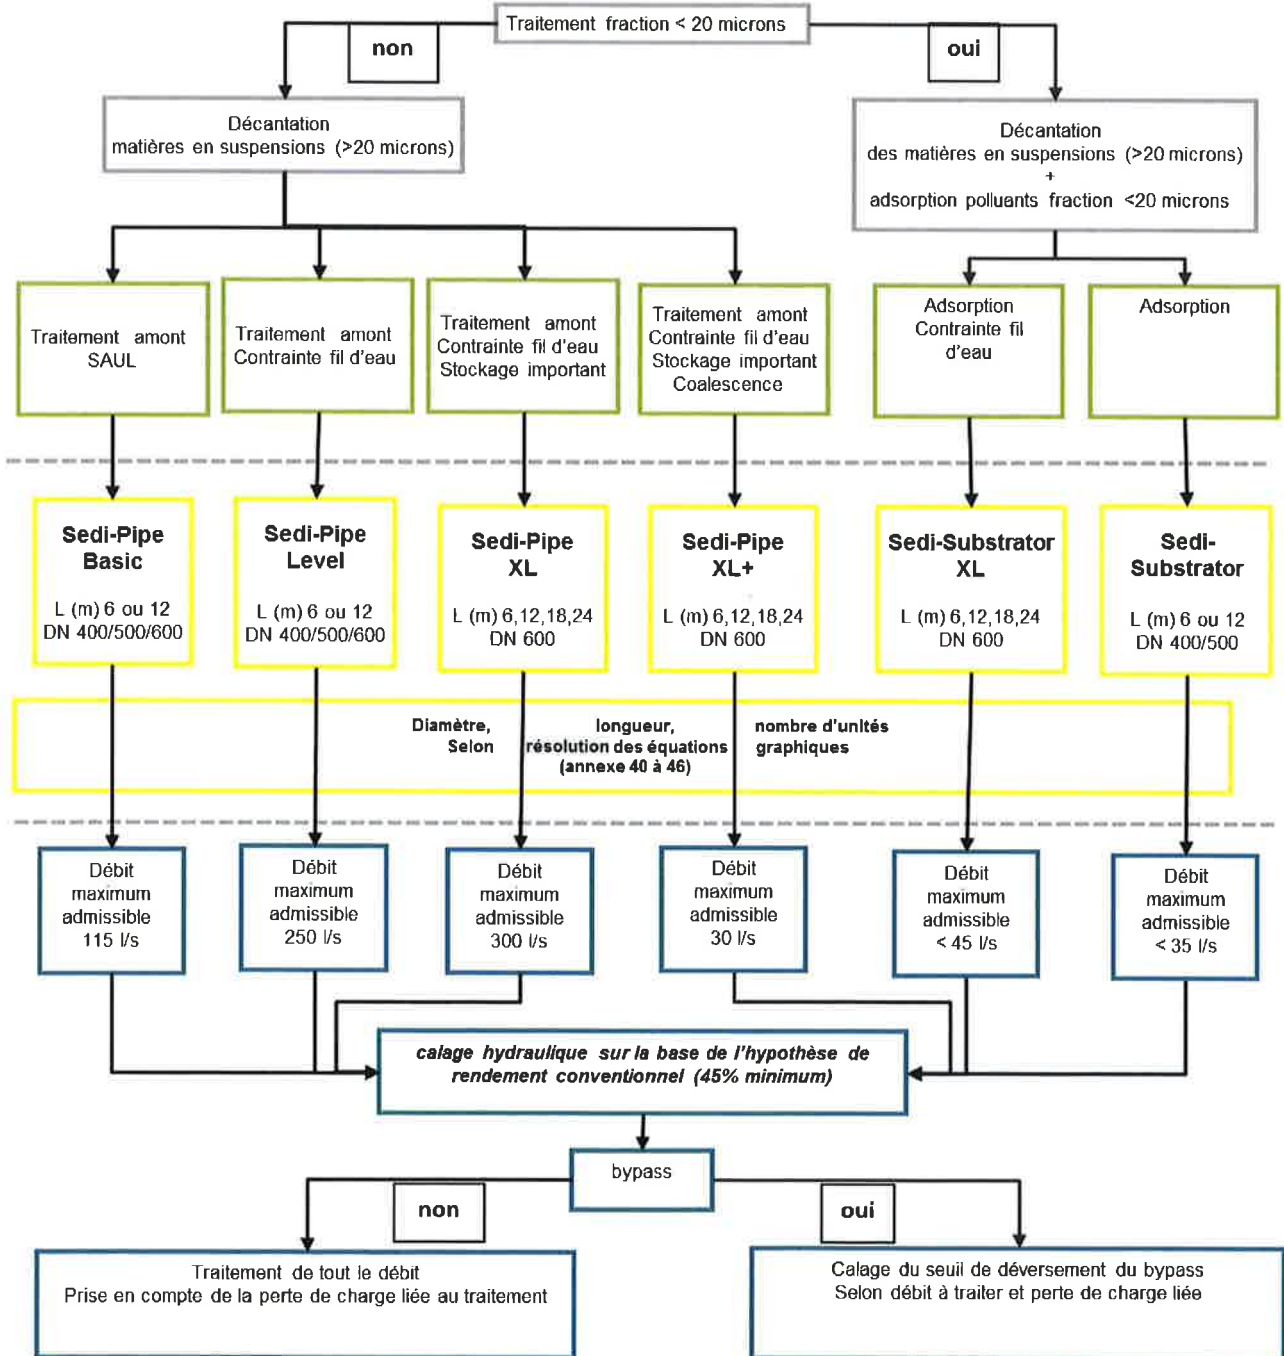 Traitement fraction < 20 microns
non
oui
Décantation
matières en suspensions (>20 microns)
Décantation
des matières en suspensions (>20 microns)
+
adsorption polluants fraction <20 microns
Traitement amont
SAUL
Traitement amont
Contrainte fil d'eau
Traitement amont
Contrainte fil d'eau
Stockage important
Traitement amont
Contrainte fil d'eau
Stockage important
Coalescence
Adsorption
Contrainte fil
d'eau
Adsorption
Sedi-Pipe
Basic
L (m) 6 ou 12
DN 400/500/600
Sedi-Pipe
Level
L (m) 6 ou 12
DN 400/500/600
Sedi-Pipe
XL
L (m) 6,12,18,24
DN 600
Sedi-Pipe
XL+
L (m) 6,12,18,24
DN 600
Sedi-Substrator
XL
L (m) 6,12,18,24
DN 600
Sedi-
Substrator
L (m) 6 ou 12
DN 400/500
Diamètre, longueur, nombre d'unités
Selon résolution des équations graphiques
(annexe 40 à 46)
Débit
maximum
admissible
115 l/s
Débit
maximum
admissible
250 l/s
Débit
maximum
admissible
300 l/s
Débit
maximum
admissible
30 l/s
Débit
maximum
admissible
< 45 l/s
Débit
maximum
admissible
< 35 l/s
calage hydraulique sur la base de l'hypothèse de
rendement conventionnel (45% minimum)
bypass
non
oui
Traitement de tout le débit
Prise en compte de la perte de charge liée au traitement
Calage du seuil de déversement du bypass
Selon débit à traiter et perte de charge liée